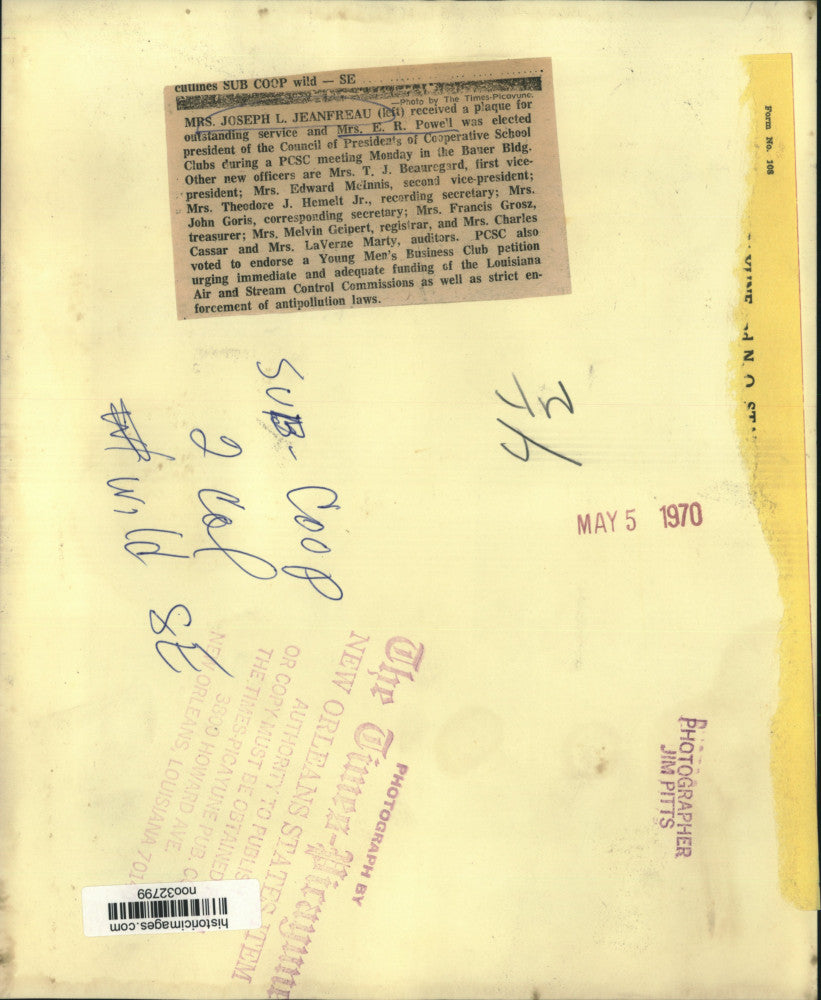 cutlines SUB COOP wild — SE
—Photo by The Times-Picayune.
MRS. JOSEPH L. JEANFREAU (left) received a plaque for
outstanding service and Mrs. E. R. Powell was elected
president of the Council of Presidents of Cooperative School
Clubs during a PCSC meeting Monday in the Bauer Bldg.
Other new officers are Mrs. T. J. Beauregard, first vice-
president; Mrs. Edward McInnis, second vice-president;
Mrs. Theodore J. Hemelt Jr., recording secretary; Mrs.
John Goris, corresponding secretary; Mrs. Francis Grosz,
treasurer; Mrs. Melvin Geipert, registrar, and Mrs. Charles
Cassar and Mrs. LaVerne Marty, auditors. PCSC also
voted to endorse a Young Men's Business Club petition
urging immediate and adequate funding of the Louisiana
Air and Stream Control Commissions as well as strict en-
forcement of antipollution laws.
Form No. 108
SUB- COOP
2 col
wild SE
MAY 5 1970
PHOTOGRAPHER
JIM PITTS
PHOTOGRAPH BY
The Times-Picayune
NEW ORLEANS STATES ITEM
AUTHORITY TO PUBLIS
OR COPY MUST BE OBTAINED
THE TIMES-PICAYUNE PUB. C
3800 HOWARD AVE.
NEW ORLEANS, LOUISIANA 701
historicimages.com
noo32799